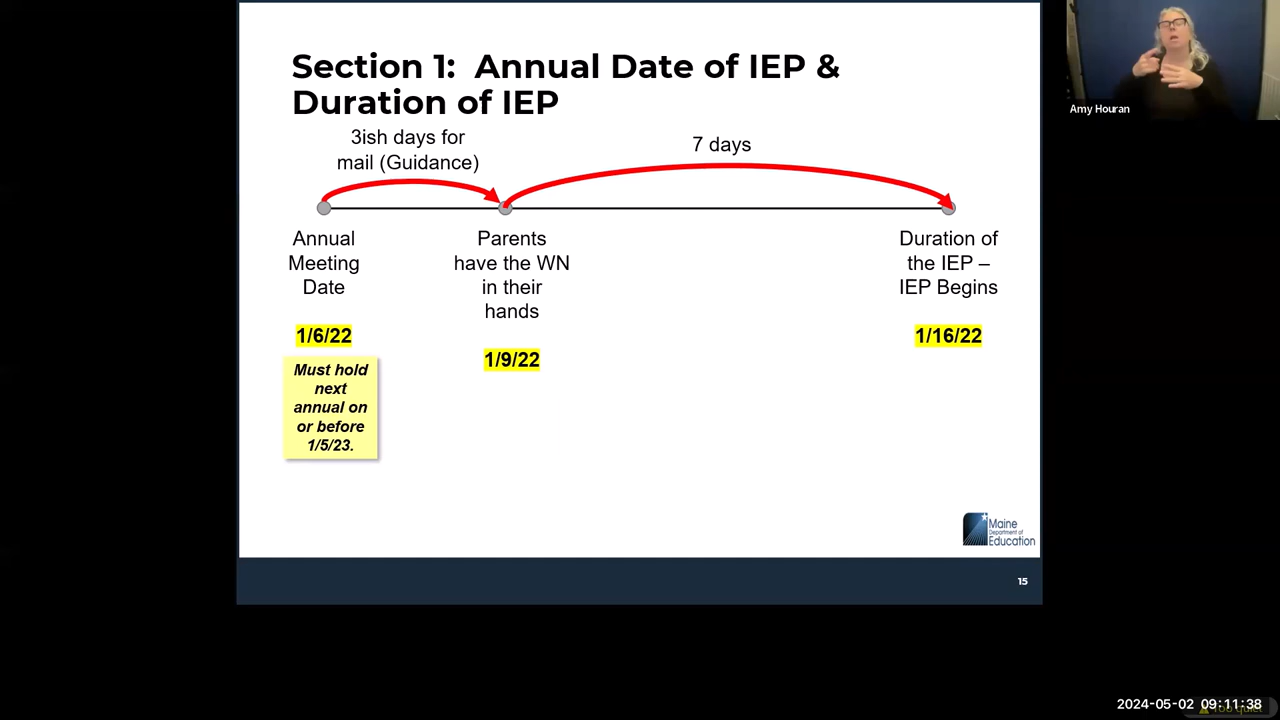 Section 1:  Annual Date of IEP &
Duration of IEP
3ish days for
mail (Guidance)
7 days
Annual
Meeting
Date
1/6/22
Must hold
next
annual on
or before
1/5/23.
Parents
have the WN
in their
hands
1/9/22
Duration of
the IEP –
IEP Begins
1/16/22
Maine
Department of
Education
15
Amy Houran
2024-05-02 09:11:38